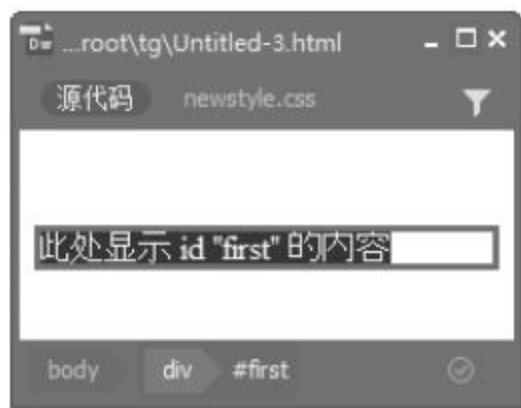 Dw ...root\tg\Untitled-3.html
源代码 newstyle.css
此处显示 id "first" 的内容
body div #first